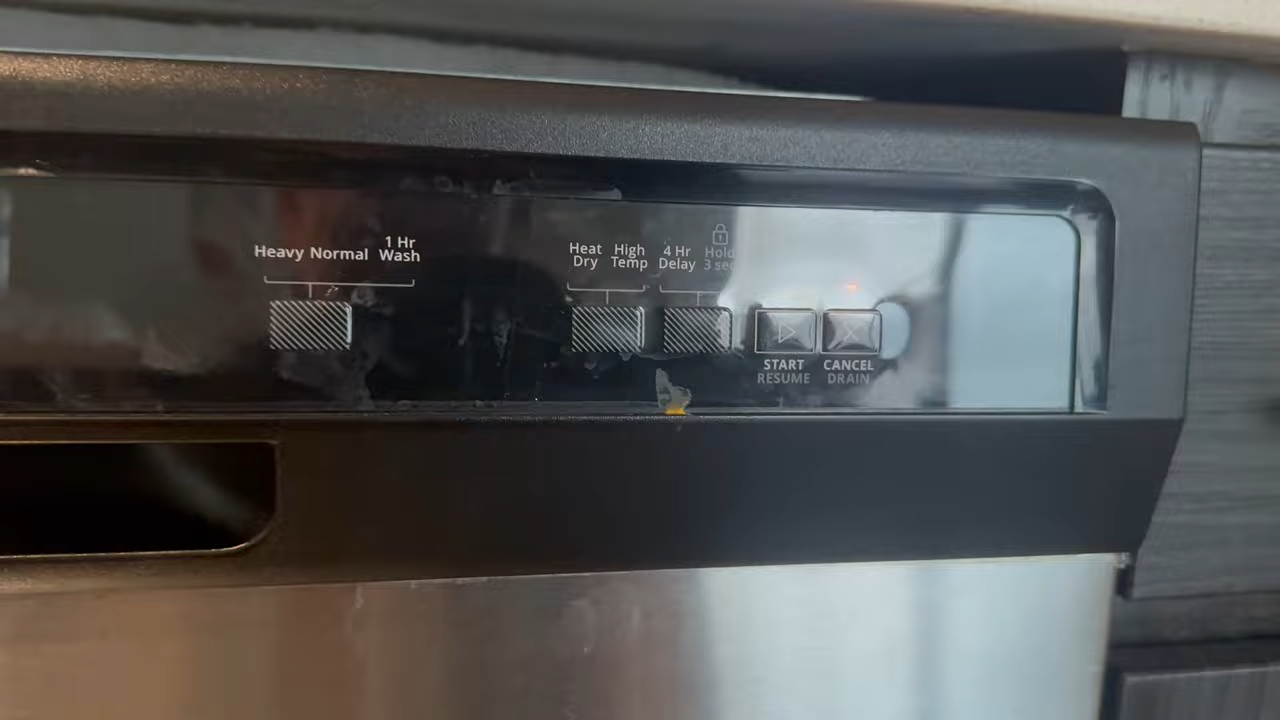 Heavy Normal 1 Hr Wash
Heat Dry
High Temp
4 Hr Delay
Hold 3 sec
START
RESUME
CANCEL
DRAIN